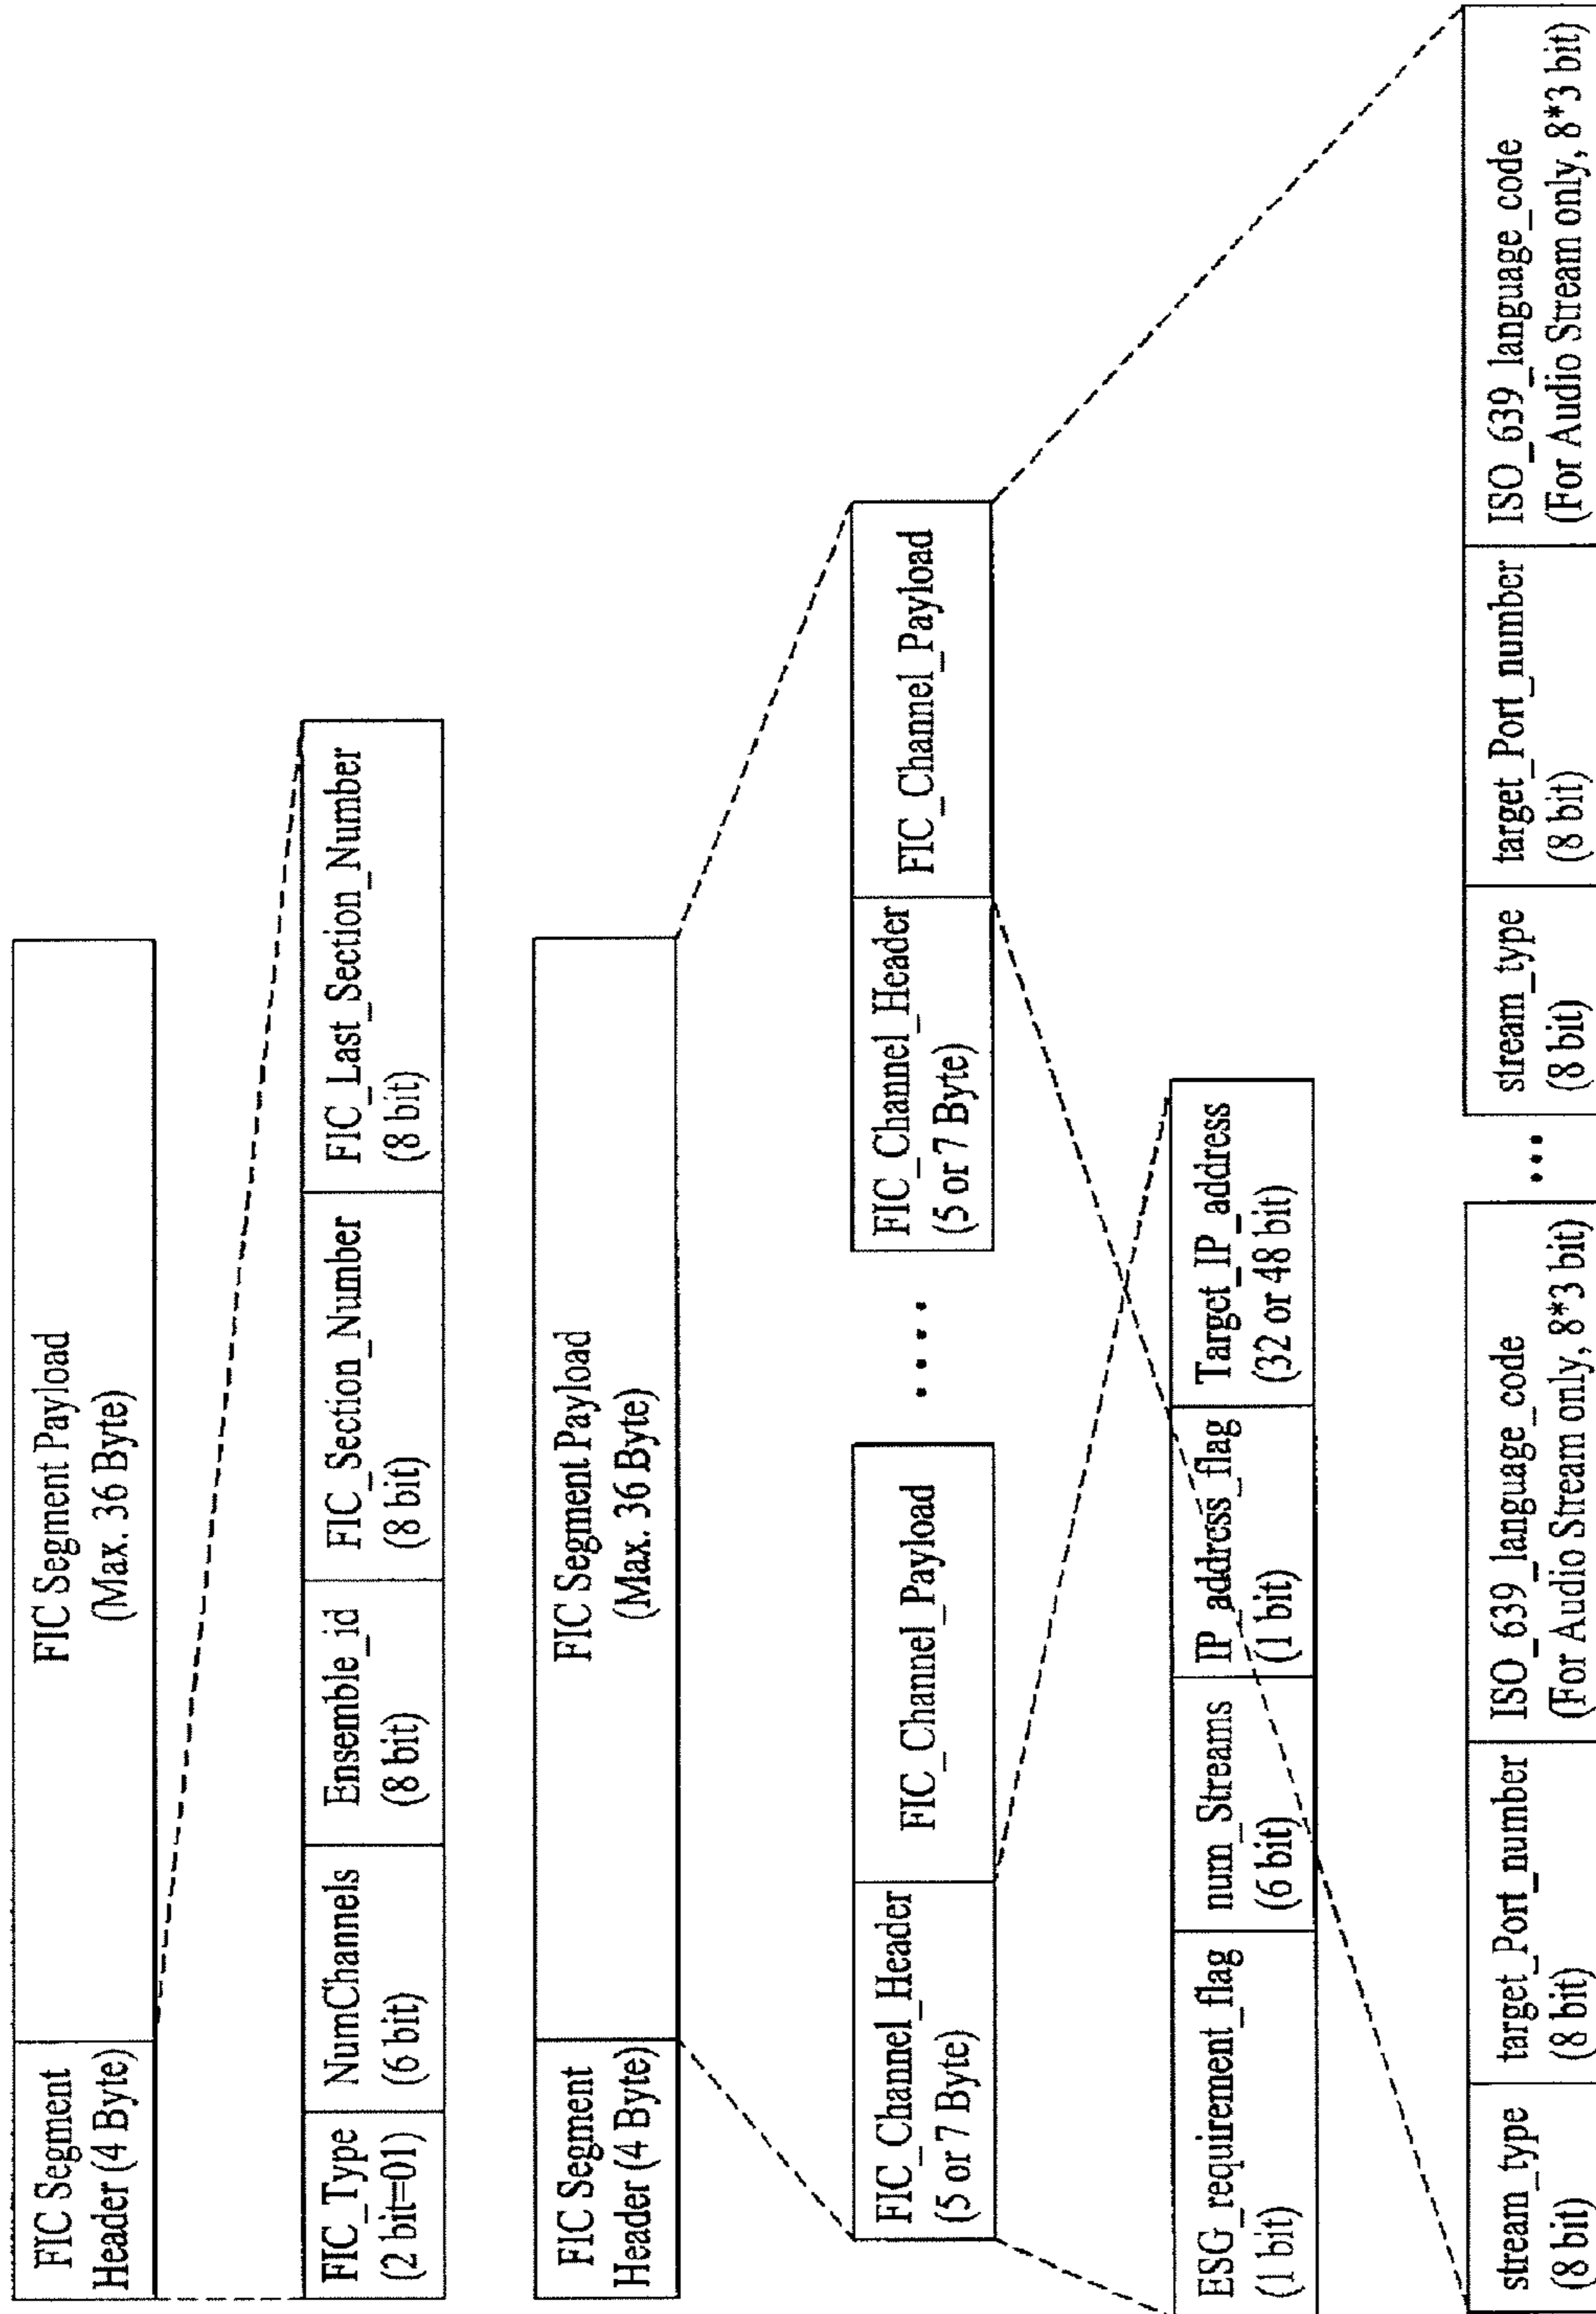 FIC Segment
Header (4 Byte)
FIC Segment Payload
(Max. 36 Byte)
FIC_Type
(2 bit=01)
NumChannels
(6 bit)
Ensemble_id
(8 bit)
FIC_Section_Number
(8 bit)
FIC_Last_Section_Number
(8 bit)
FIC Segment
Header (4 Byte)
FIC Segment Payload
(Max. 36 Byte)
FIC_Channel_Header
(5 or 7 Byte)
FIC_Channel_Payload
....
FIC_Channel_Header
(5 or 7 Byte)
FIC_Channel_Payload
ESG_requirement_flag
(1 bit)
num_Streams
(6 bit)
IP_address_flag
(1 bit)
Target_IP_address
(32 or 48 bit)
stream_type
(8 bit)
target_Port_number
(8 bit)
ISO_639_language_code
(For Audio Stream only, 8*3 bit)
...
stream_type
(8 bit)
target_Port_number
(8 bit)
ISO_639_language_code
(For Audio Stream only, 8*3 bit)